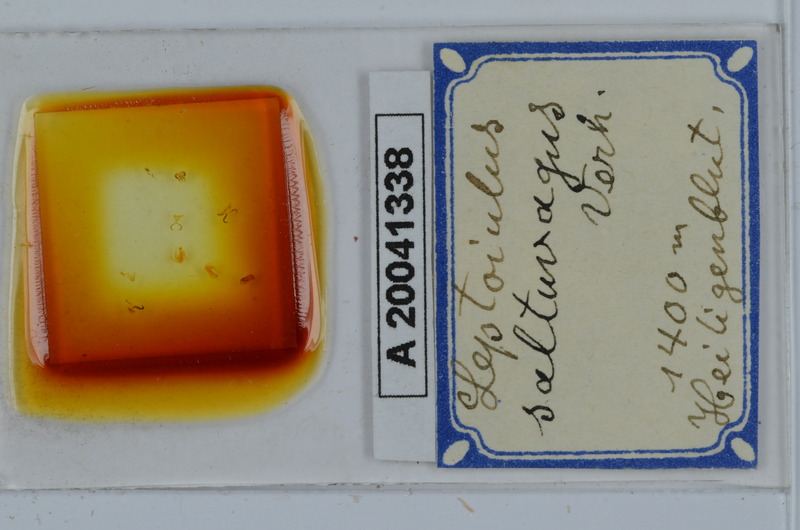 A 20041338
Leptoiulus
saltuvagus
Verh.
1400 m
Heiligenblut,